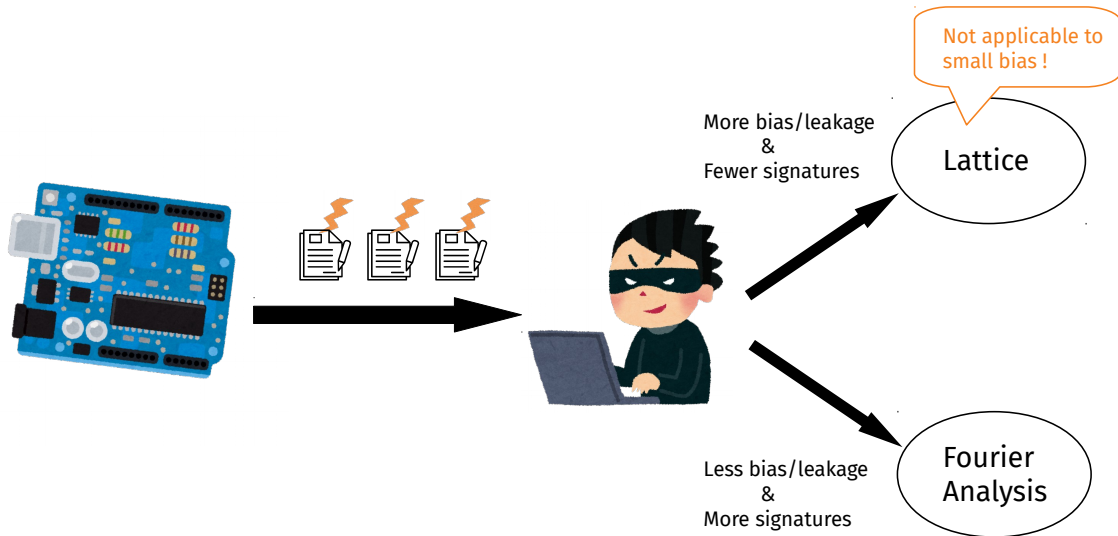 Not applicable to
small bias !
More bias/leakage
&
Fewer signatures
Lattice
Less bias/leakage
&
More signatures
Fourier
Analysis